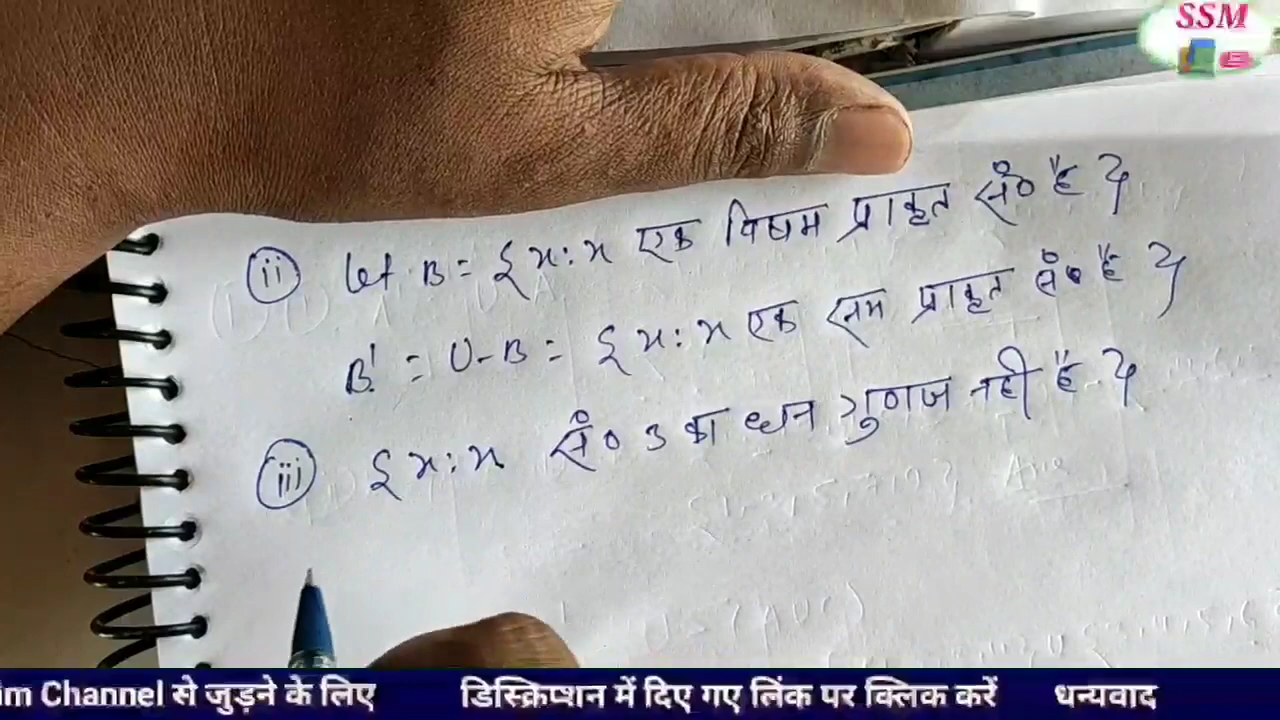 SSM
(ii) let B = { x : x एक विषम प्राकृत सं० है }
B' = U - B = { x : x एक सम प्राकृत सं० है }
(iii) { x : x सं० 3 का धन गुणज नही है }
im Channel से जुड़ने के लिए डिस्क्रिप्शन में दिए गए लिंक पर क्लिक करें धन्यवाद